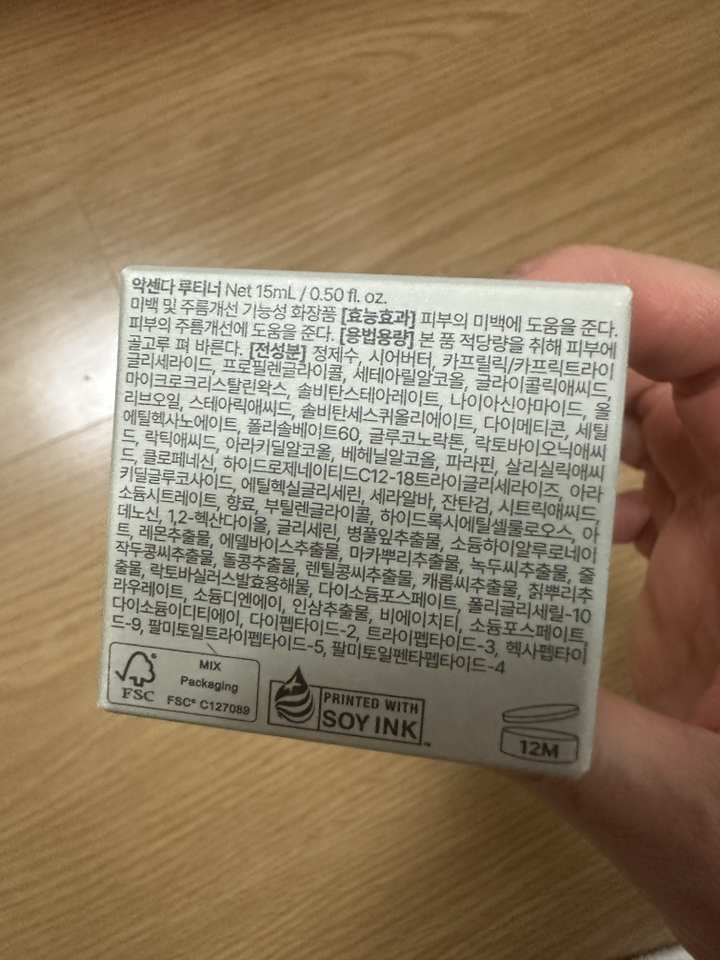 악센다 루티너 Net 15mL / 0.50 fl. oz.
미백 및 주름개선 기능성 화장품 [효능효과] 피부의 미백에 도움을 준다.
피부의 주름개선에 도움을 준다. [용법용량] 본 품 적당량을 취해 피부에
골고루 펴 바른다. [전성분] 정제수, 시어버터, 카프릴릭/카프릭트라이
글리세라이드, 프로필렌글라이콜, 세테아릴알코올, 글라이콜릭애씨드,
마이크로크리스탈린왁스, 솔비탄스테아레이트, 나이아신아마이드, 올
리브오일, 스테아릭애씨드, 솔비탄세스퀴올리에이트, 다이메티콘, 세틸
에틸헥사노에이트, 폴리솔베이트60, 글루코노락톤, 락토바이오닉애씨
드, 락틱애씨드, 아라키딜알코올, 베헤닐알코올, 파라핀, 살리실릭애씨
드, 클로페네신, 하이드로제네이티드C12-18트라이글리세라이즈, 아라
키딜글루코사이드, 에틸헥실글리세린, 세라알바, 잔탄검, 시트릭애씨드,
소듐시트레이트, 향료, 부틸렌글라이콜, 하이드록시에틸셀룰로오스, 아
데노신, 1,2-헥산다이올, 글리세린, 병풀잎추출물, 소듐하이알루로네이
트, 레몬추출물, 에델바이스추출물, 마카뿌리추출물, 녹두씨추출물, 줄
작두콩씨추출물, 돌콩추출물, 렌틸콩씨추출물, 캐롭씨추출물, 칡뿌리추
출물, 락토바실러스발효용해물, 다이소듐포스페이트, 폴리글리세릴-10
라우레이트, 소듐디엔에이, 인삼추출물, 비에이치티, 소듐포스페이트,
다이소듐이디티에이, 다이펩타이드-2, 트라이펩타이드-3, 헥사펩타이
드-9, 팔미토일트라이펩타이드-5, 팔미토일펜타펩타이드-4
FSC
MIX
Packaging
FSC® C127089
PRINTED WITH
SOY INK™
12M